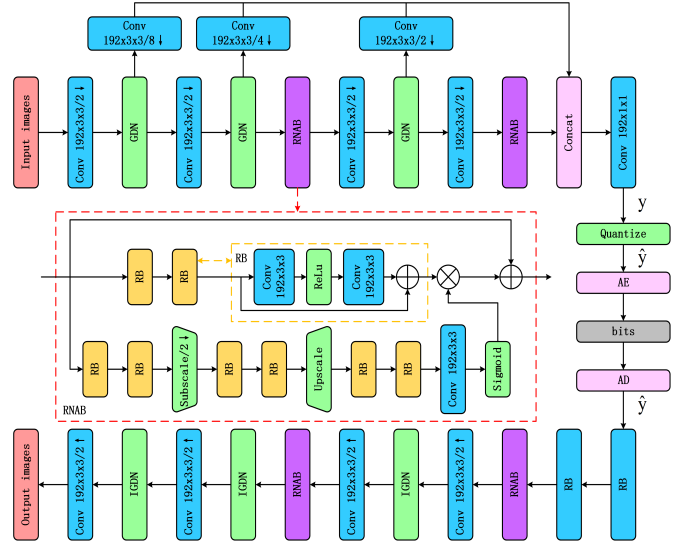 Conv
192x3x3/8↓
Conv
192x3x3/4↓
Conv
192x3x3/2↓
Input images
Conv 192x3x3/2↓
GDN
Conv 192x3x3/2↓
GDN
RNAB
Conv 192x3x3/2↓
GDN
Conv 192x3x3/2↓
RNAB
Concat
Conv 192x1x1
y
Quantize
ŷ
AE
bits
AD
ŷ
RB
RB
RB
Conv
192x3x3
ReLu
Conv
192x3x3
RB
RB
Subscale/2↓
RB
RB
Upscale
RB
RB
Conv 192x3x3
Sigmoid
RNAB
Output images
Conv 192x3x3/2↑
IGDN
Conv 192x3x3/2↑
IGDN
RNAB
Conv 192x3x3/2↑
IGDN
Conv 192x3x3/2↑
RNAB
RB
RB